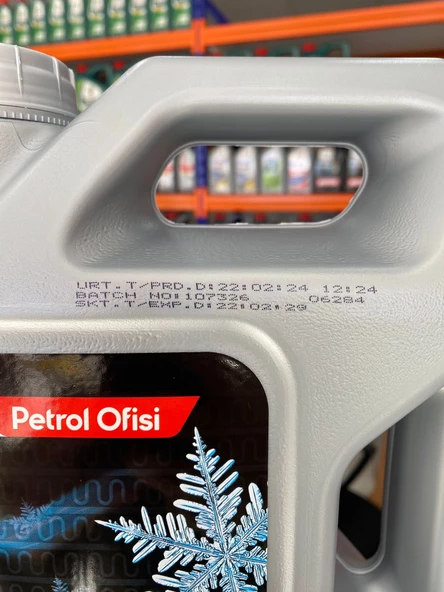 URT.T/PRD.D:22:02:24 12:24
BATCH NO:107326 06284
SKT.T/EXP.D:22:02:29
Petrol Ofisi